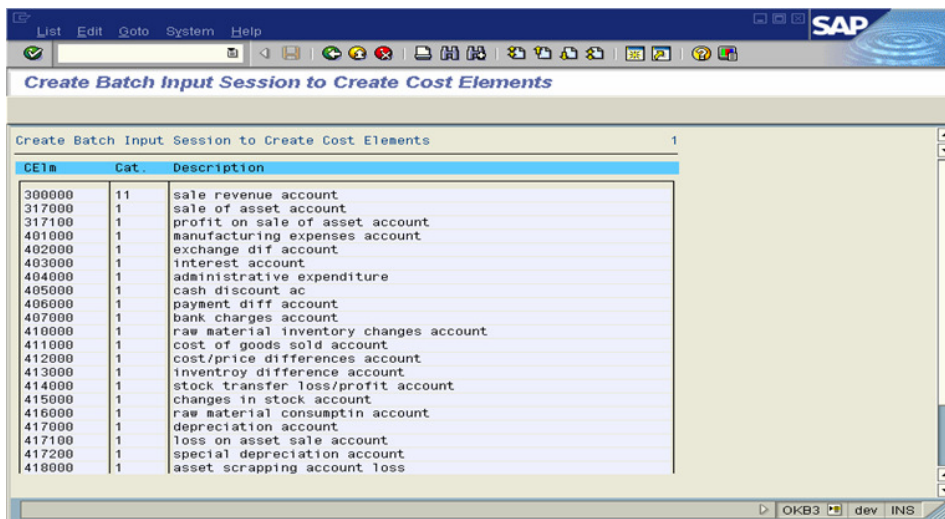 List Edit Goto System Help
SAP
Create Batch Input Session to Create Cost Elements
Create Batch Input Session to Create Cost Elements 1
CElm Cat. Description
300000 11 sale revenue account
317000 1 sale of asset account
317100 1 profit on sale of asset account
401000 1 manufacturing expenses account
402000 1 exchange dif account
403000 1 interest account
404000 1 administrative expenditure
405000 1 cash discount ac
406000 1 payment diff account
407000 1 bank charges account
410000 1 raw material inventory changes account
411000 1 cost of goods sold account
412000 1 cost/price differences account
413000 1 inventroy difference account
414000 1 stock transfer loss/profit account
415000 1 changes in stock account
416000 1 raw material consumptin account
417000 1 depreciation account
417100 1 loss on asset sale account
417200 1 special depreciation account
418000 1 asset scrapping account loss
OKB3 dev INS